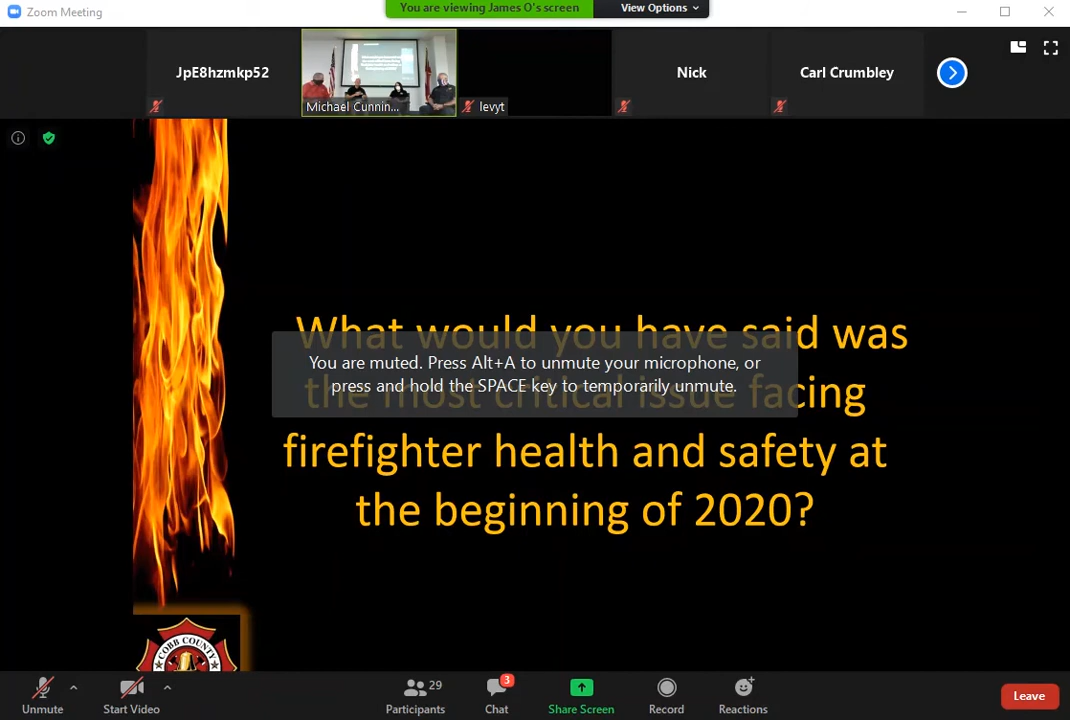 Zoom Meeting
You are viewing James O's screen
View Options
JpE8hzmkp52
Michael Cunnin...
levyt
Nick
Carl Crumbley
What would you have said was
the most critical issue facing
firefighter health and safety at
the beginning of 2020?
You are muted. Press Alt+A to unmute your microphone, or
press and hold the SPACE key to temporarily unmute.
COBB COUNTY
Unmute
Start Video
29
Participants
3
Chat
Share Screen
Record
Reactions
Leave